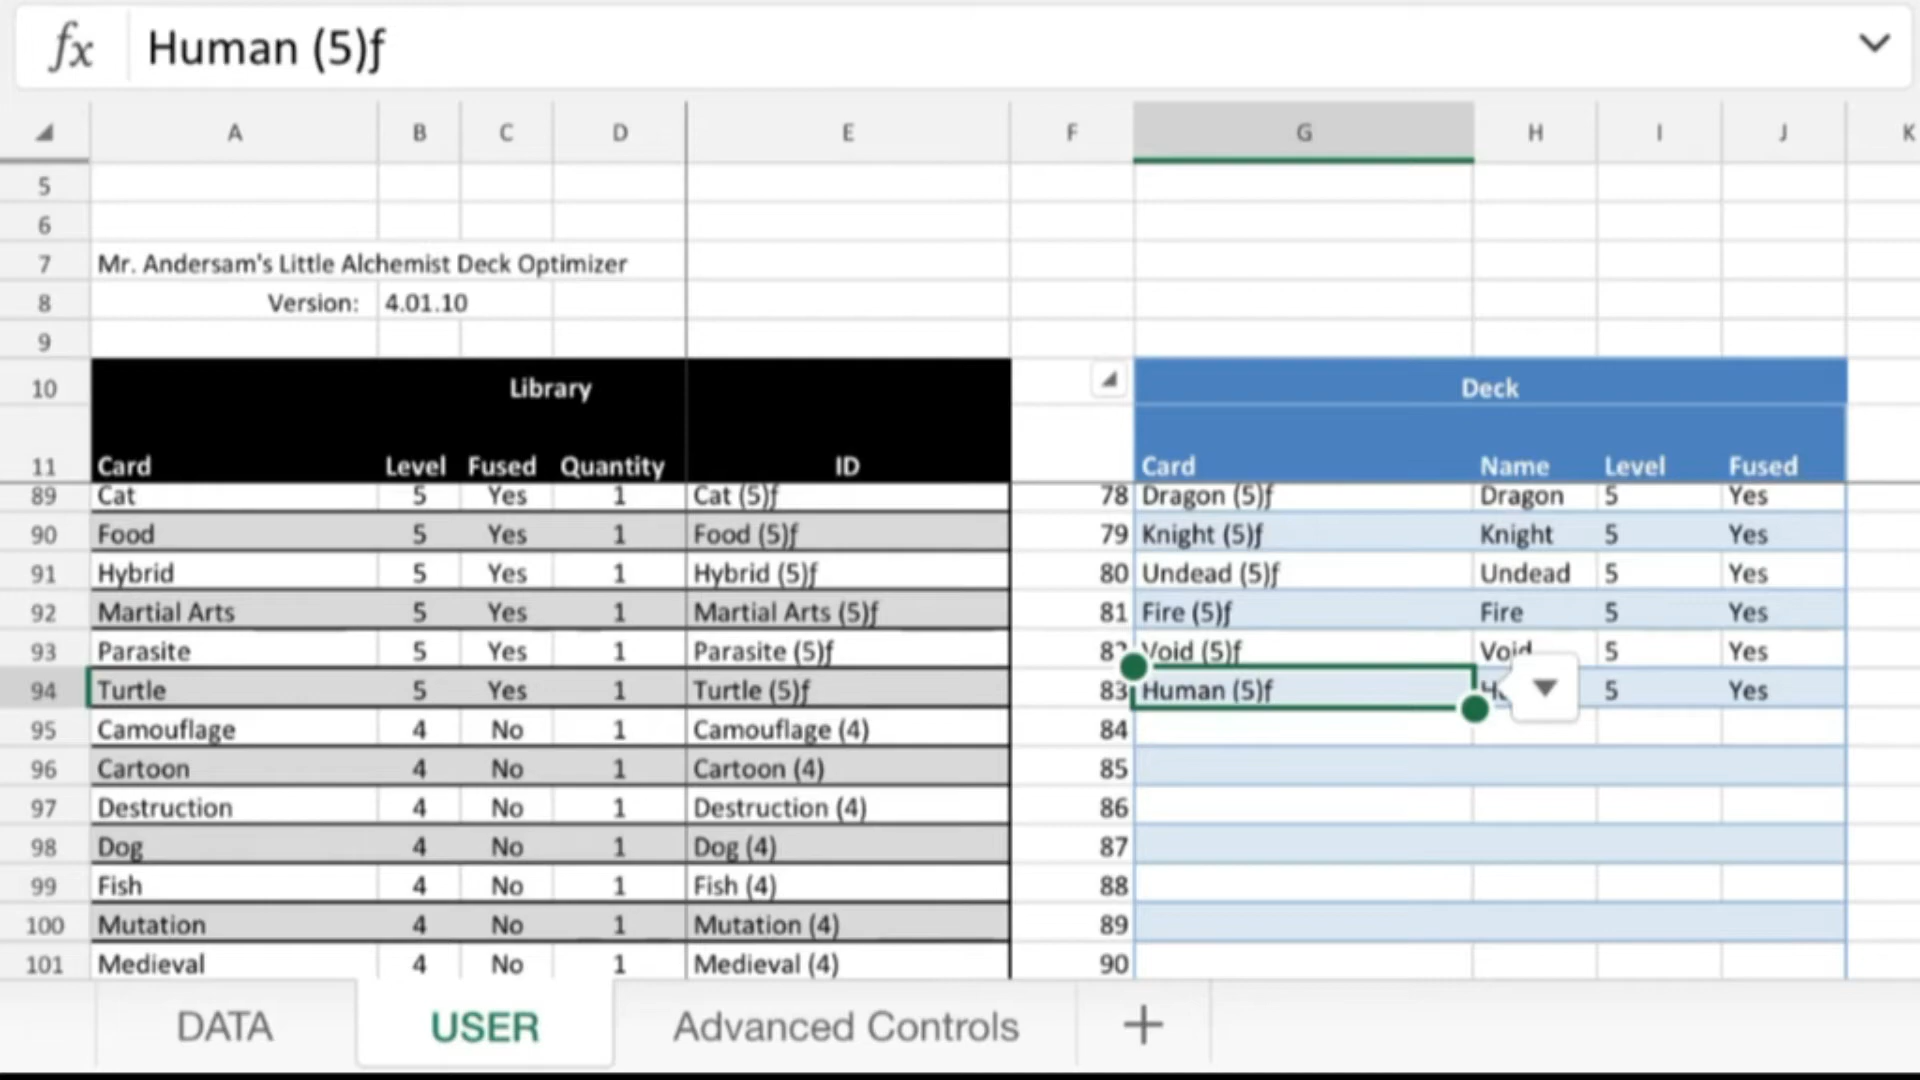 fx Human (5)ƒ
A B C D E F G H I J K
5
6
7 Mr. Andersam's Little Alchemist Deck Optimizer
8 Version: 4.01.10
9
10 Library Deck
11 Card Level Fused Quantity ID Card Name Level Fused
89 Cat 5 Yes 1 Cat (5)ƒ 78 Dragon (5)ƒ Dragon 5 Yes
90 Food 5 Yes 1 Food (5)ƒ 79 Knight (5)ƒ Knight 5 Yes
91 Hybrid 5 Yes 1 Hybrid (5)ƒ 80 Undead (5)ƒ Undead 5 Yes
92 Martial Arts 5 Yes 1 Martial Arts (5)ƒ 81 Fire (5)ƒ Fire 5 Yes
93 Parasite 5 Yes 1 Parasite (5)ƒ 82 Void (5)ƒ Void 5 Yes
94 Turtle 5 Yes 1 Turtle (5)ƒ 83 Human (5)ƒ 5 Yes
95 Camouflage 4 No 1 Camouflage (4) 84
96 Cartoon 4 No 1 Cartoon (4) 85
97 Destruction 4 No 1 Destruction (4) 86
98 Dog 4 No 1 Dog (4) 87
99 Fish 4 No 1 Fish (4) 88
100 Mutation 4 No 1 Mutation (4) 89
101 Medieval 4 No 1 Medieval (4) 90
DATA USER Advanced Controls +